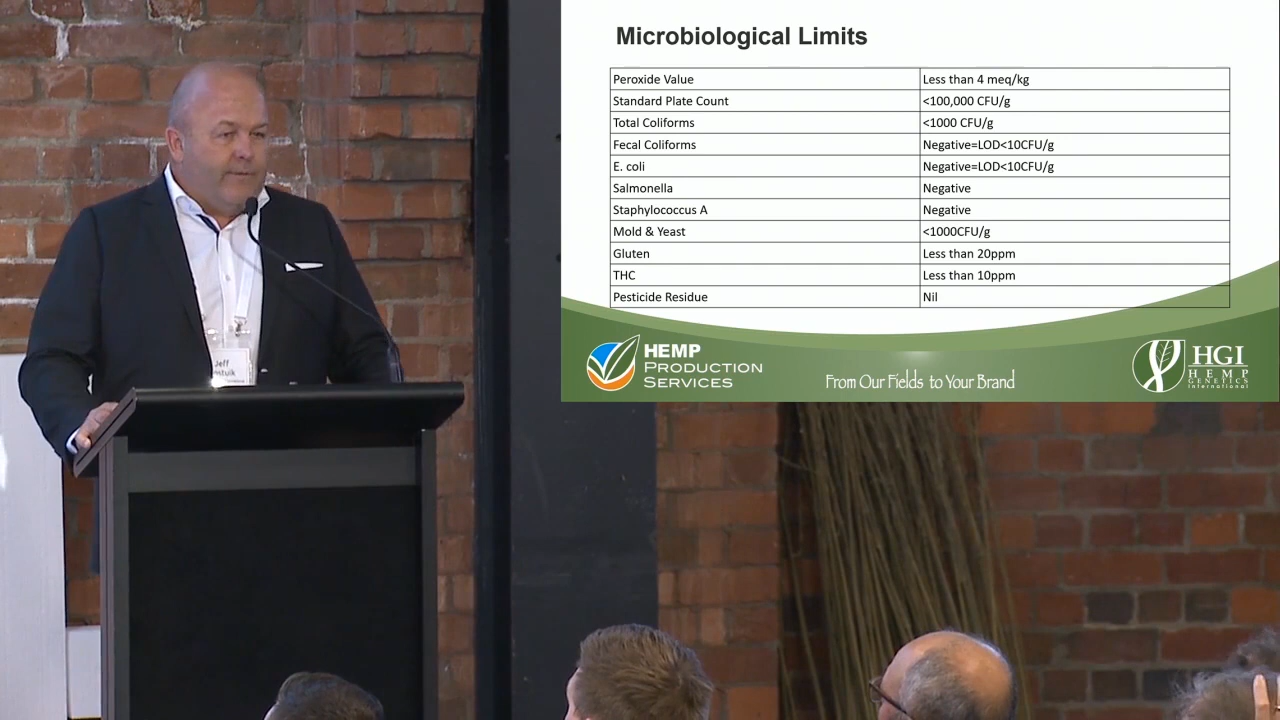 Microbiological Limits
Peroxide Value Less than 4 meq/kg
Standard Plate Count <100,000 CFU/g
Total Coliforms <1000 CFU/g
Fecal Coliforms Negative=LOD<10CFU/g
E. coli Negative=LOD<10CFU/g
Salmonella Negative
Staphylococcus A Negative
Mold & Yeast <1000CFU/g
Gluten Less than 20ppm
THC Less than 10ppm
Pesticide Residue Nil
HEMP
PRODUCTION
SERVICES
From Our Fields to Your Brand
HGI
HEMP
GENETICS
International
Jeff